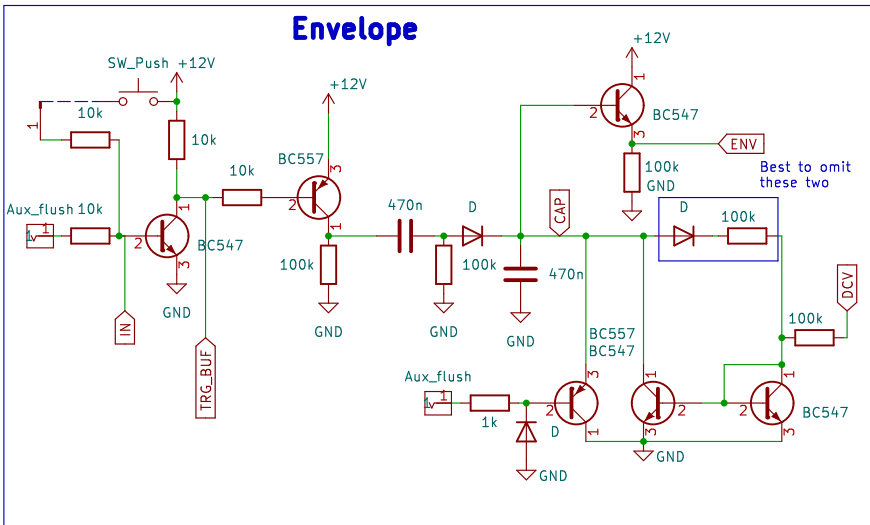 Envelope
SW_Push
+12V
1
10k
10k
Aux_flush
10k
1
1
2
3
BC547
GND
IN
TRG_BUF
10k
+12V
BC557
3
2
1
100k
GND
470n
100k
GND
D
470n
GND
CAP
+12V
1
2
3
BC547
ENV
100k
GND
Best to omit
these two
D
100k
DCV
100k
BC557
BC547
Aux_flush
1
1k
D
GND
3
2
1
1
2
3
GND
1
2
3
BC547